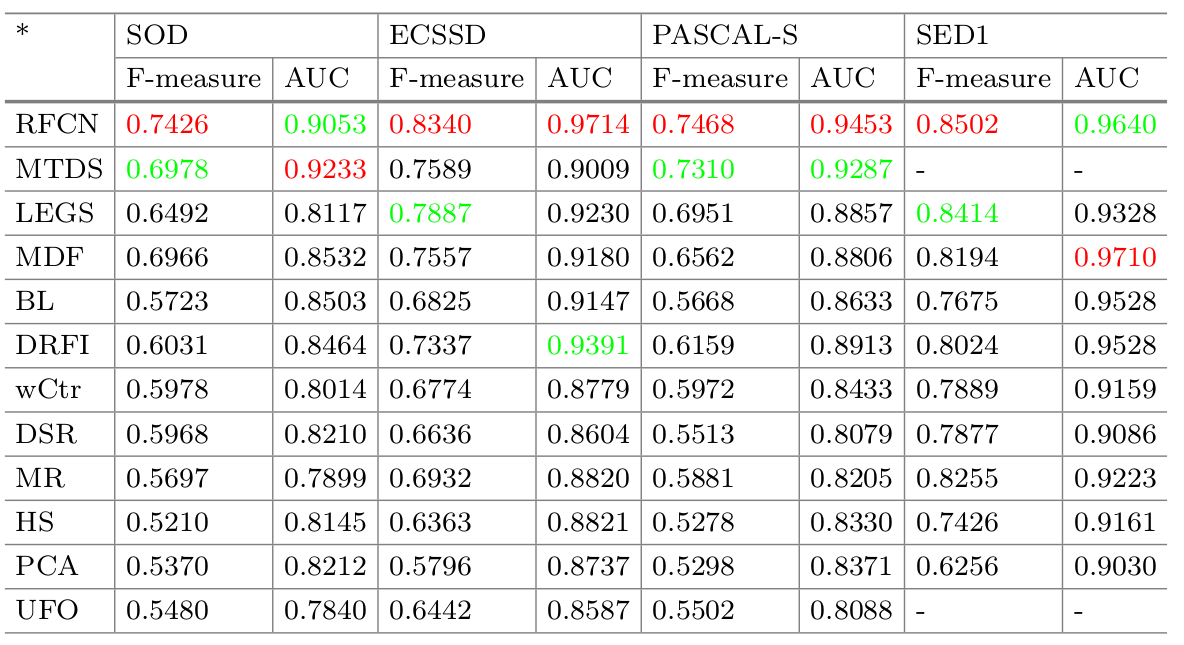 * SOD ECSSD PASCAL-S SED1
F-measure AUC F-measure AUC F-measure AUC F-measure AUC
RFCN 0.7426 0.9053 0.8340 0.9714 0.7468 0.9453 0.8502 0.9640
MTDS 0.6978 0.9233 0.7589 0.9009 0.7310 0.9287 - -
LEGS 0.6492 0.8117 0.7887 0.9230 0.6951 0.8857 0.8414 0.9328
MDF 0.6966 0.8532 0.7557 0.9180 0.6562 0.8806 0.8194 0.9710
BL 0.5723 0.8503 0.6825 0.9147 0.5668 0.8633 0.7675 0.9528
DRFI 0.6031 0.8464 0.7337 0.9391 0.6159 0.8913 0.8024 0.9528
wCtr 0.5978 0.8014 0.6774 0.8779 0.5972 0.8433 0.7889 0.9159
DSR 0.5968 0.8210 0.6636 0.8604 0.5513 0.8079 0.7877 0.9086
MR 0.5697 0.7899 0.6932 0.8820 0.5881 0.8205 0.8255 0.9223
HS 0.5210 0.8145 0.6363 0.8821 0.5278 0.8330 0.7426 0.9161
PCA 0.5370 0.8212 0.5796 0.8737 0.5298 0.8371 0.6256 0.9030
UFO 0.5480 0.7840 0.6442 0.8587 0.5502 0.8088 - -